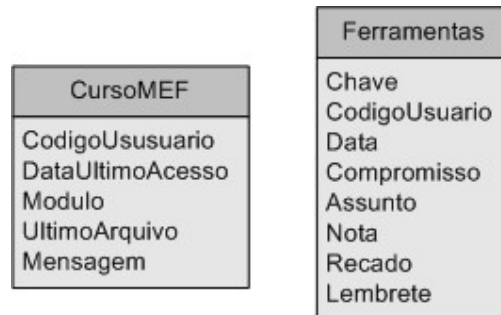 CursoMEF
CodigoUsusuario
DataUltimoAcesso
Modulo
UltimoArquivo
Mensagem
Ferramentas
Chave
CodigoUsuario
Data
Compromisso
Assunto
Nota
Recado
Lembrete